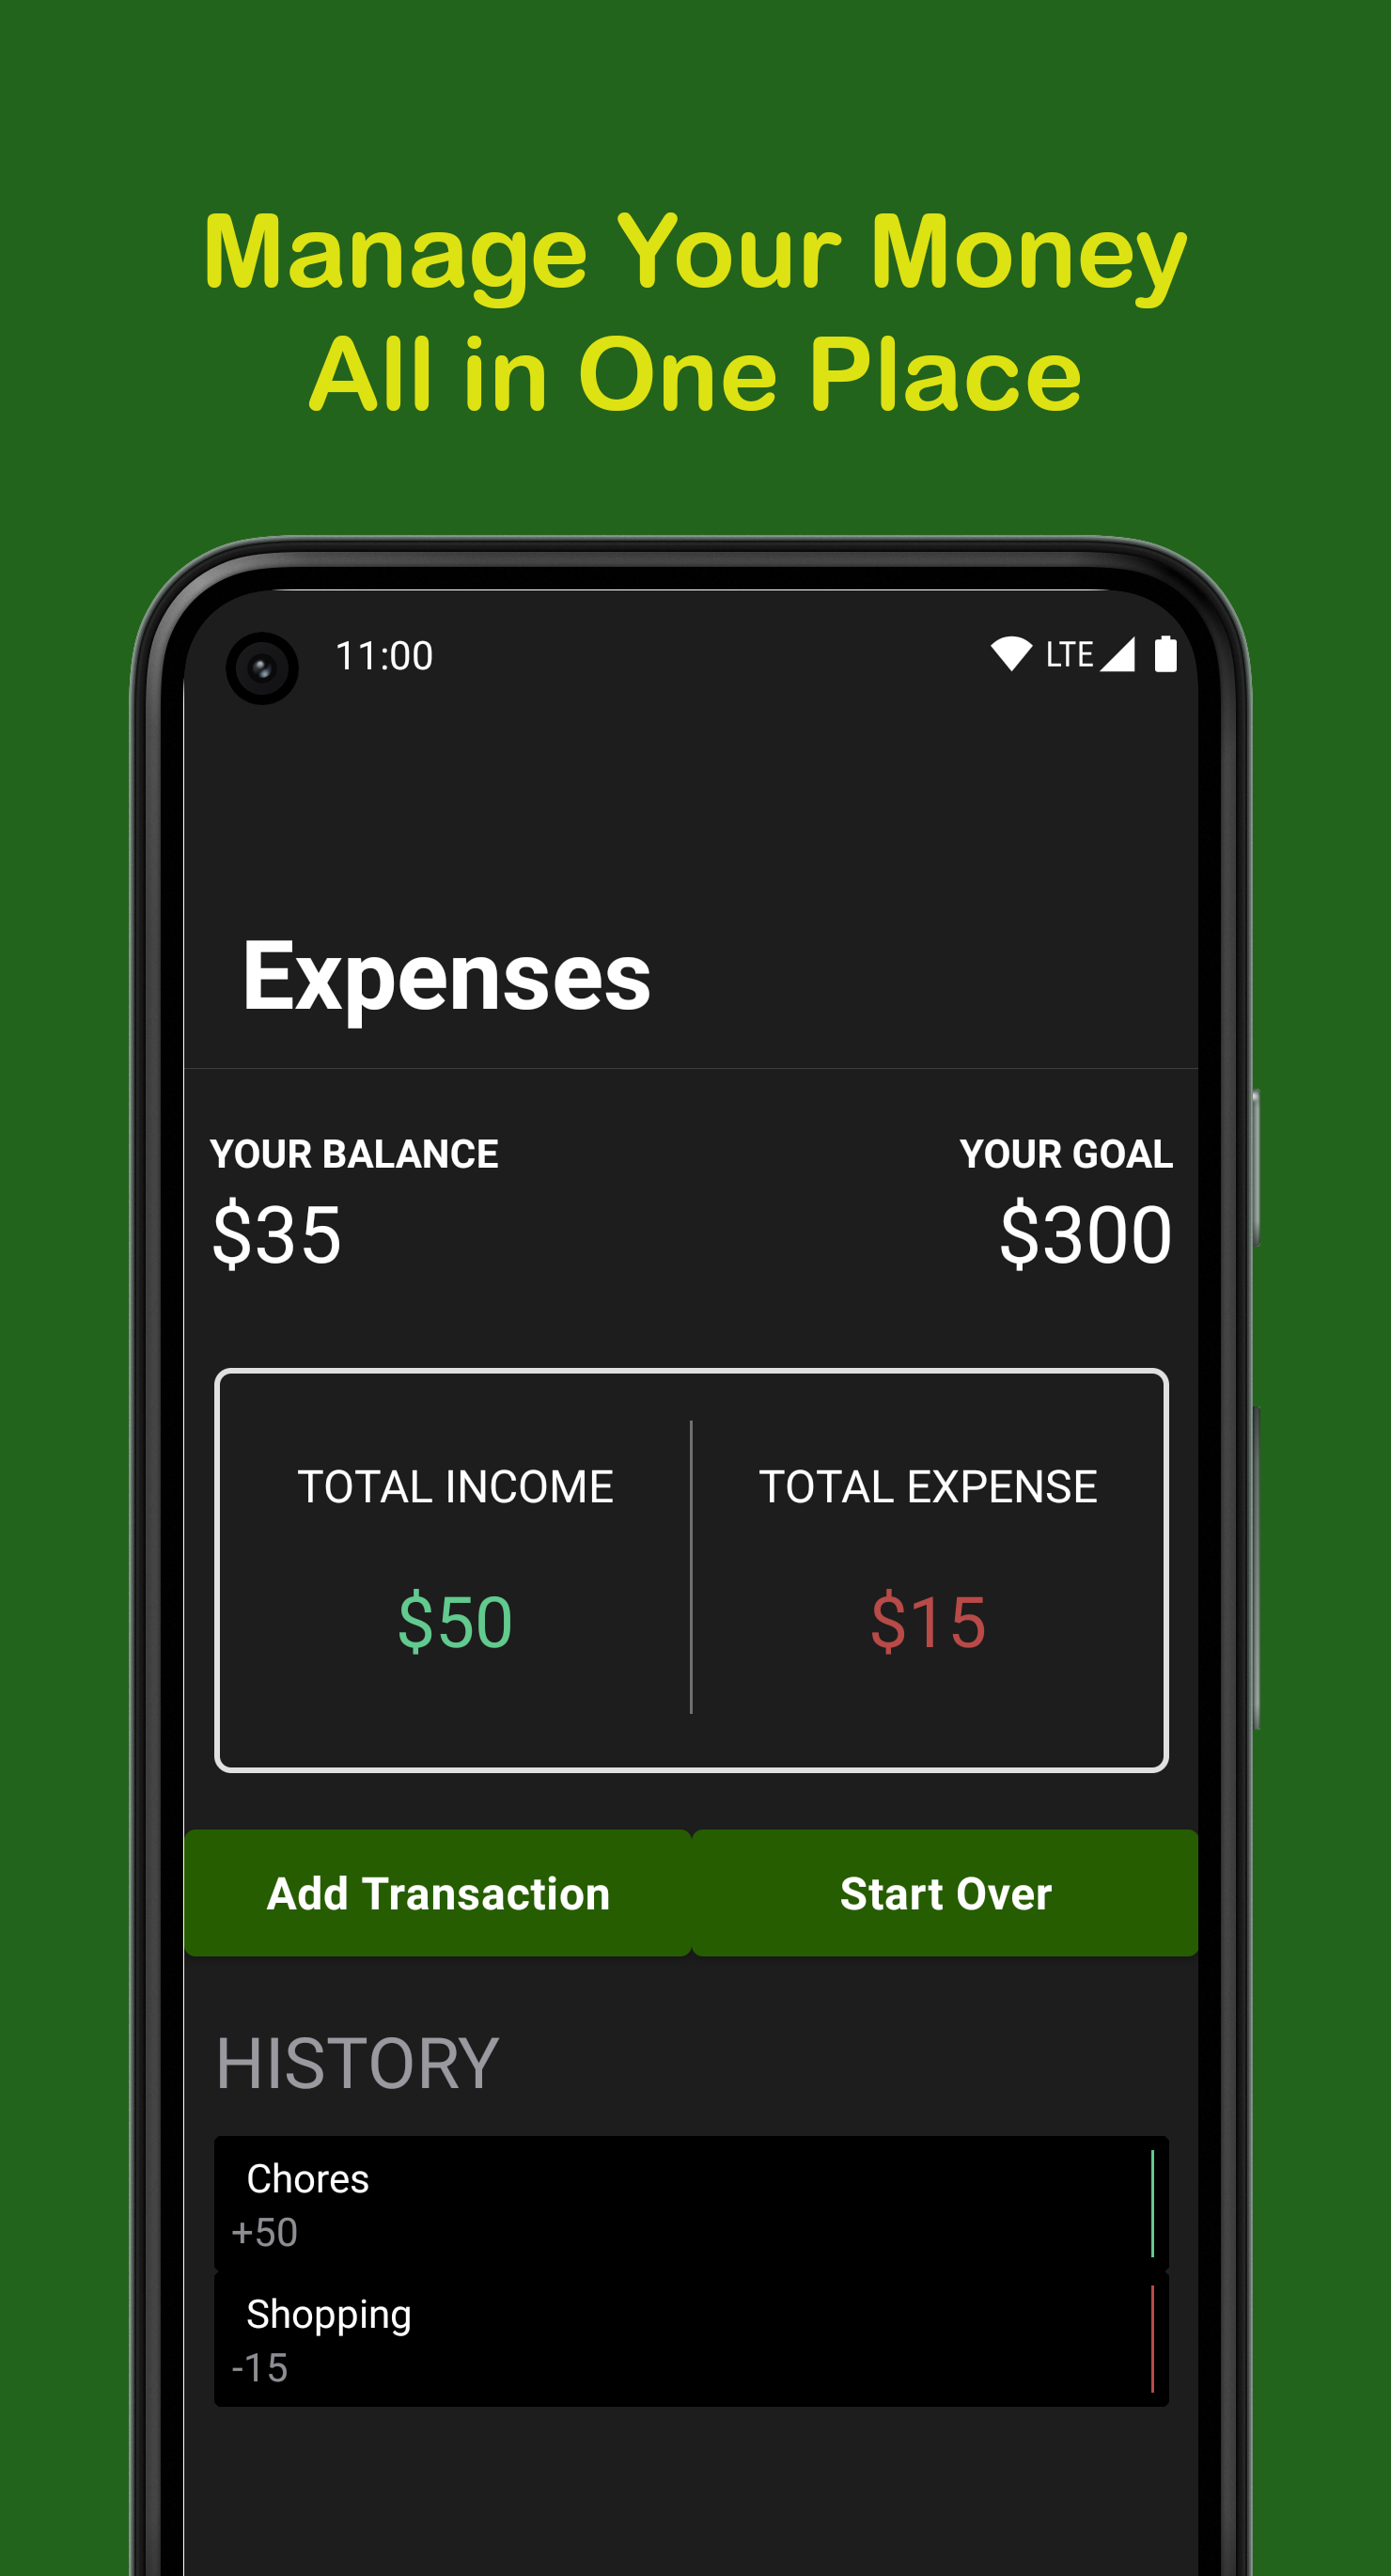 Manage Your Money
All in One Place
11:00 LTE
Expenses
YOUR BALANCE YOUR GOAL
$35 $300
TOTAL INCOME TOTAL EXPENSE
$50 $15
Add Transaction Start Over
HISTORY
Chores
+50
Shopping
-15